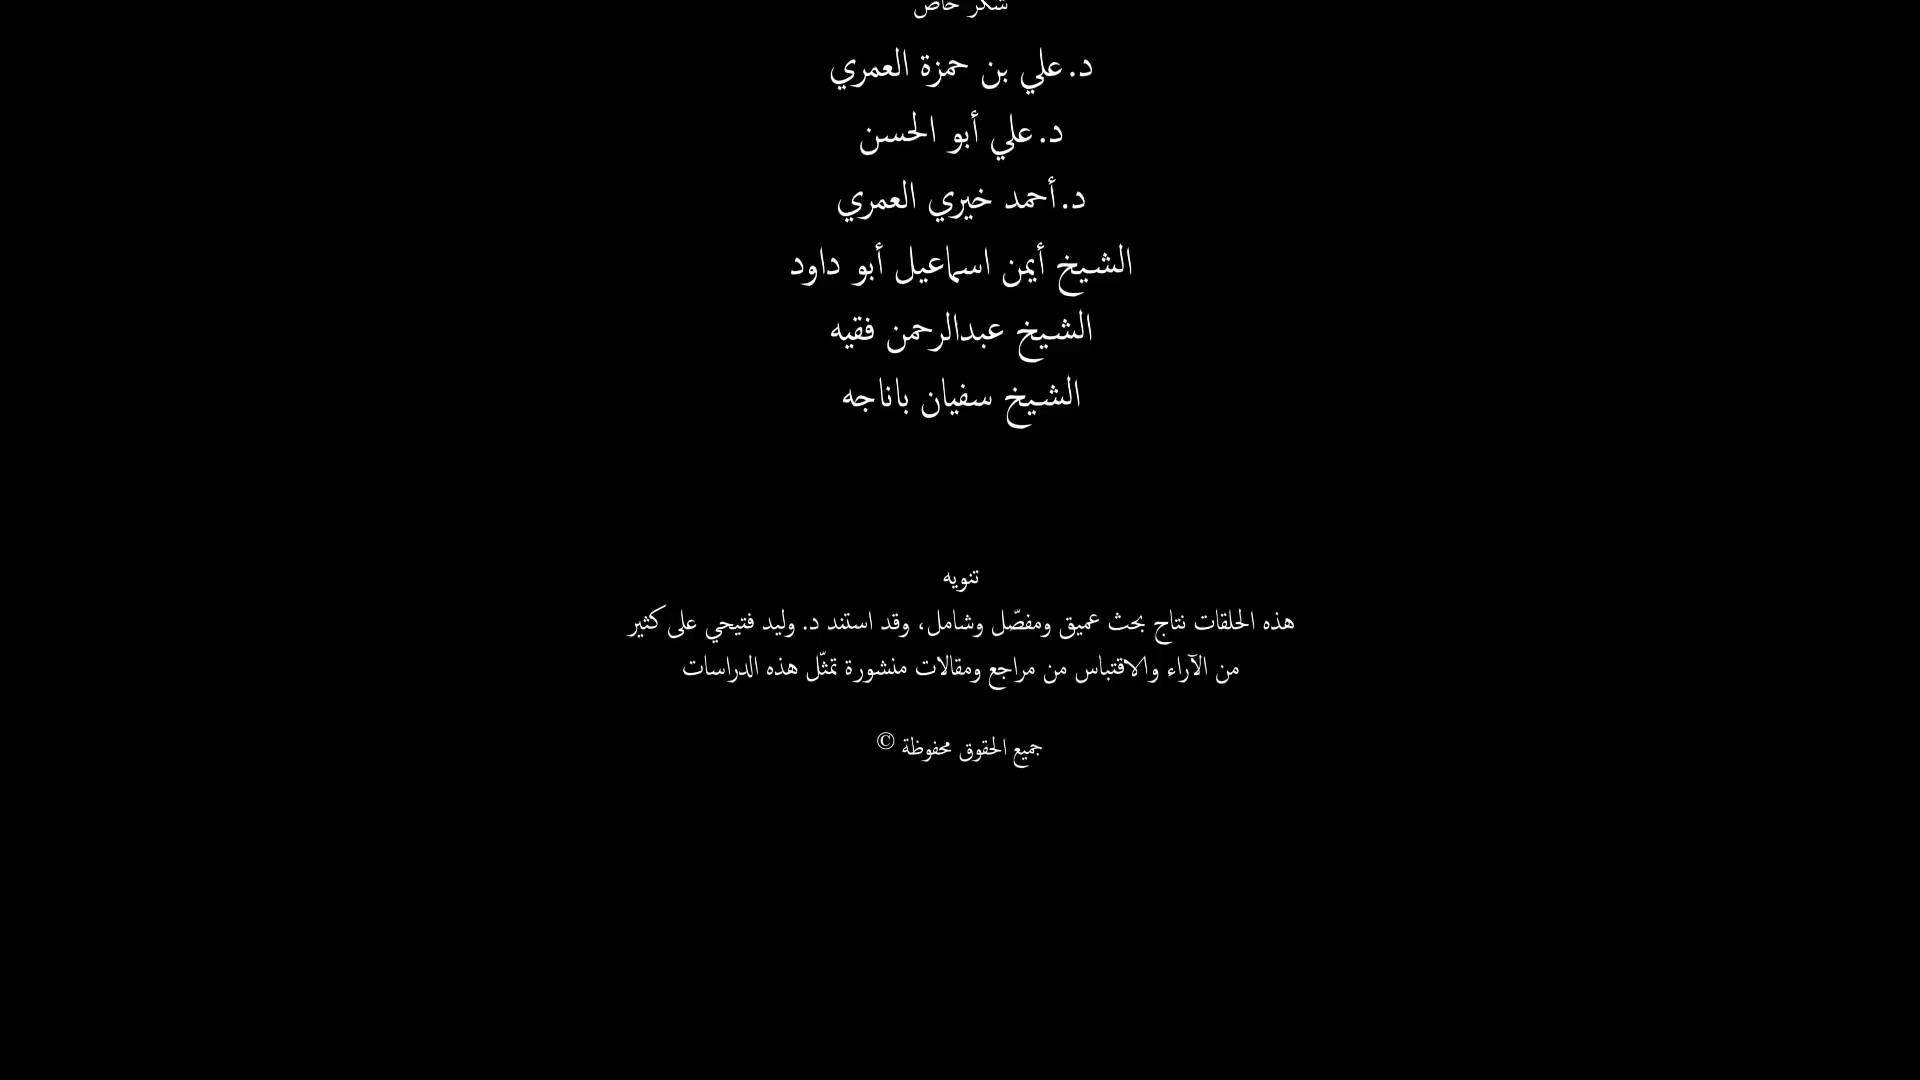 شكر خاص
د. علي بن حمزة العمري
د. علي أبو الحسن
د. أحمد خيري العمري
الشيخ أيمن اسماعيل أبو داود
الشيخ عبدالرحمن فقيه
الشيخ سفيان باناجه
تنويه
هذه الحلقات نتاج بحث عميق ومفصّل وشامل، وقد استند د. وليد فتيحي على كثير
من الآراء والاقتباس من مراجع ومقالات منشورة تمثّل هذه الدراسات
جميع الحقوق محفوظة ©